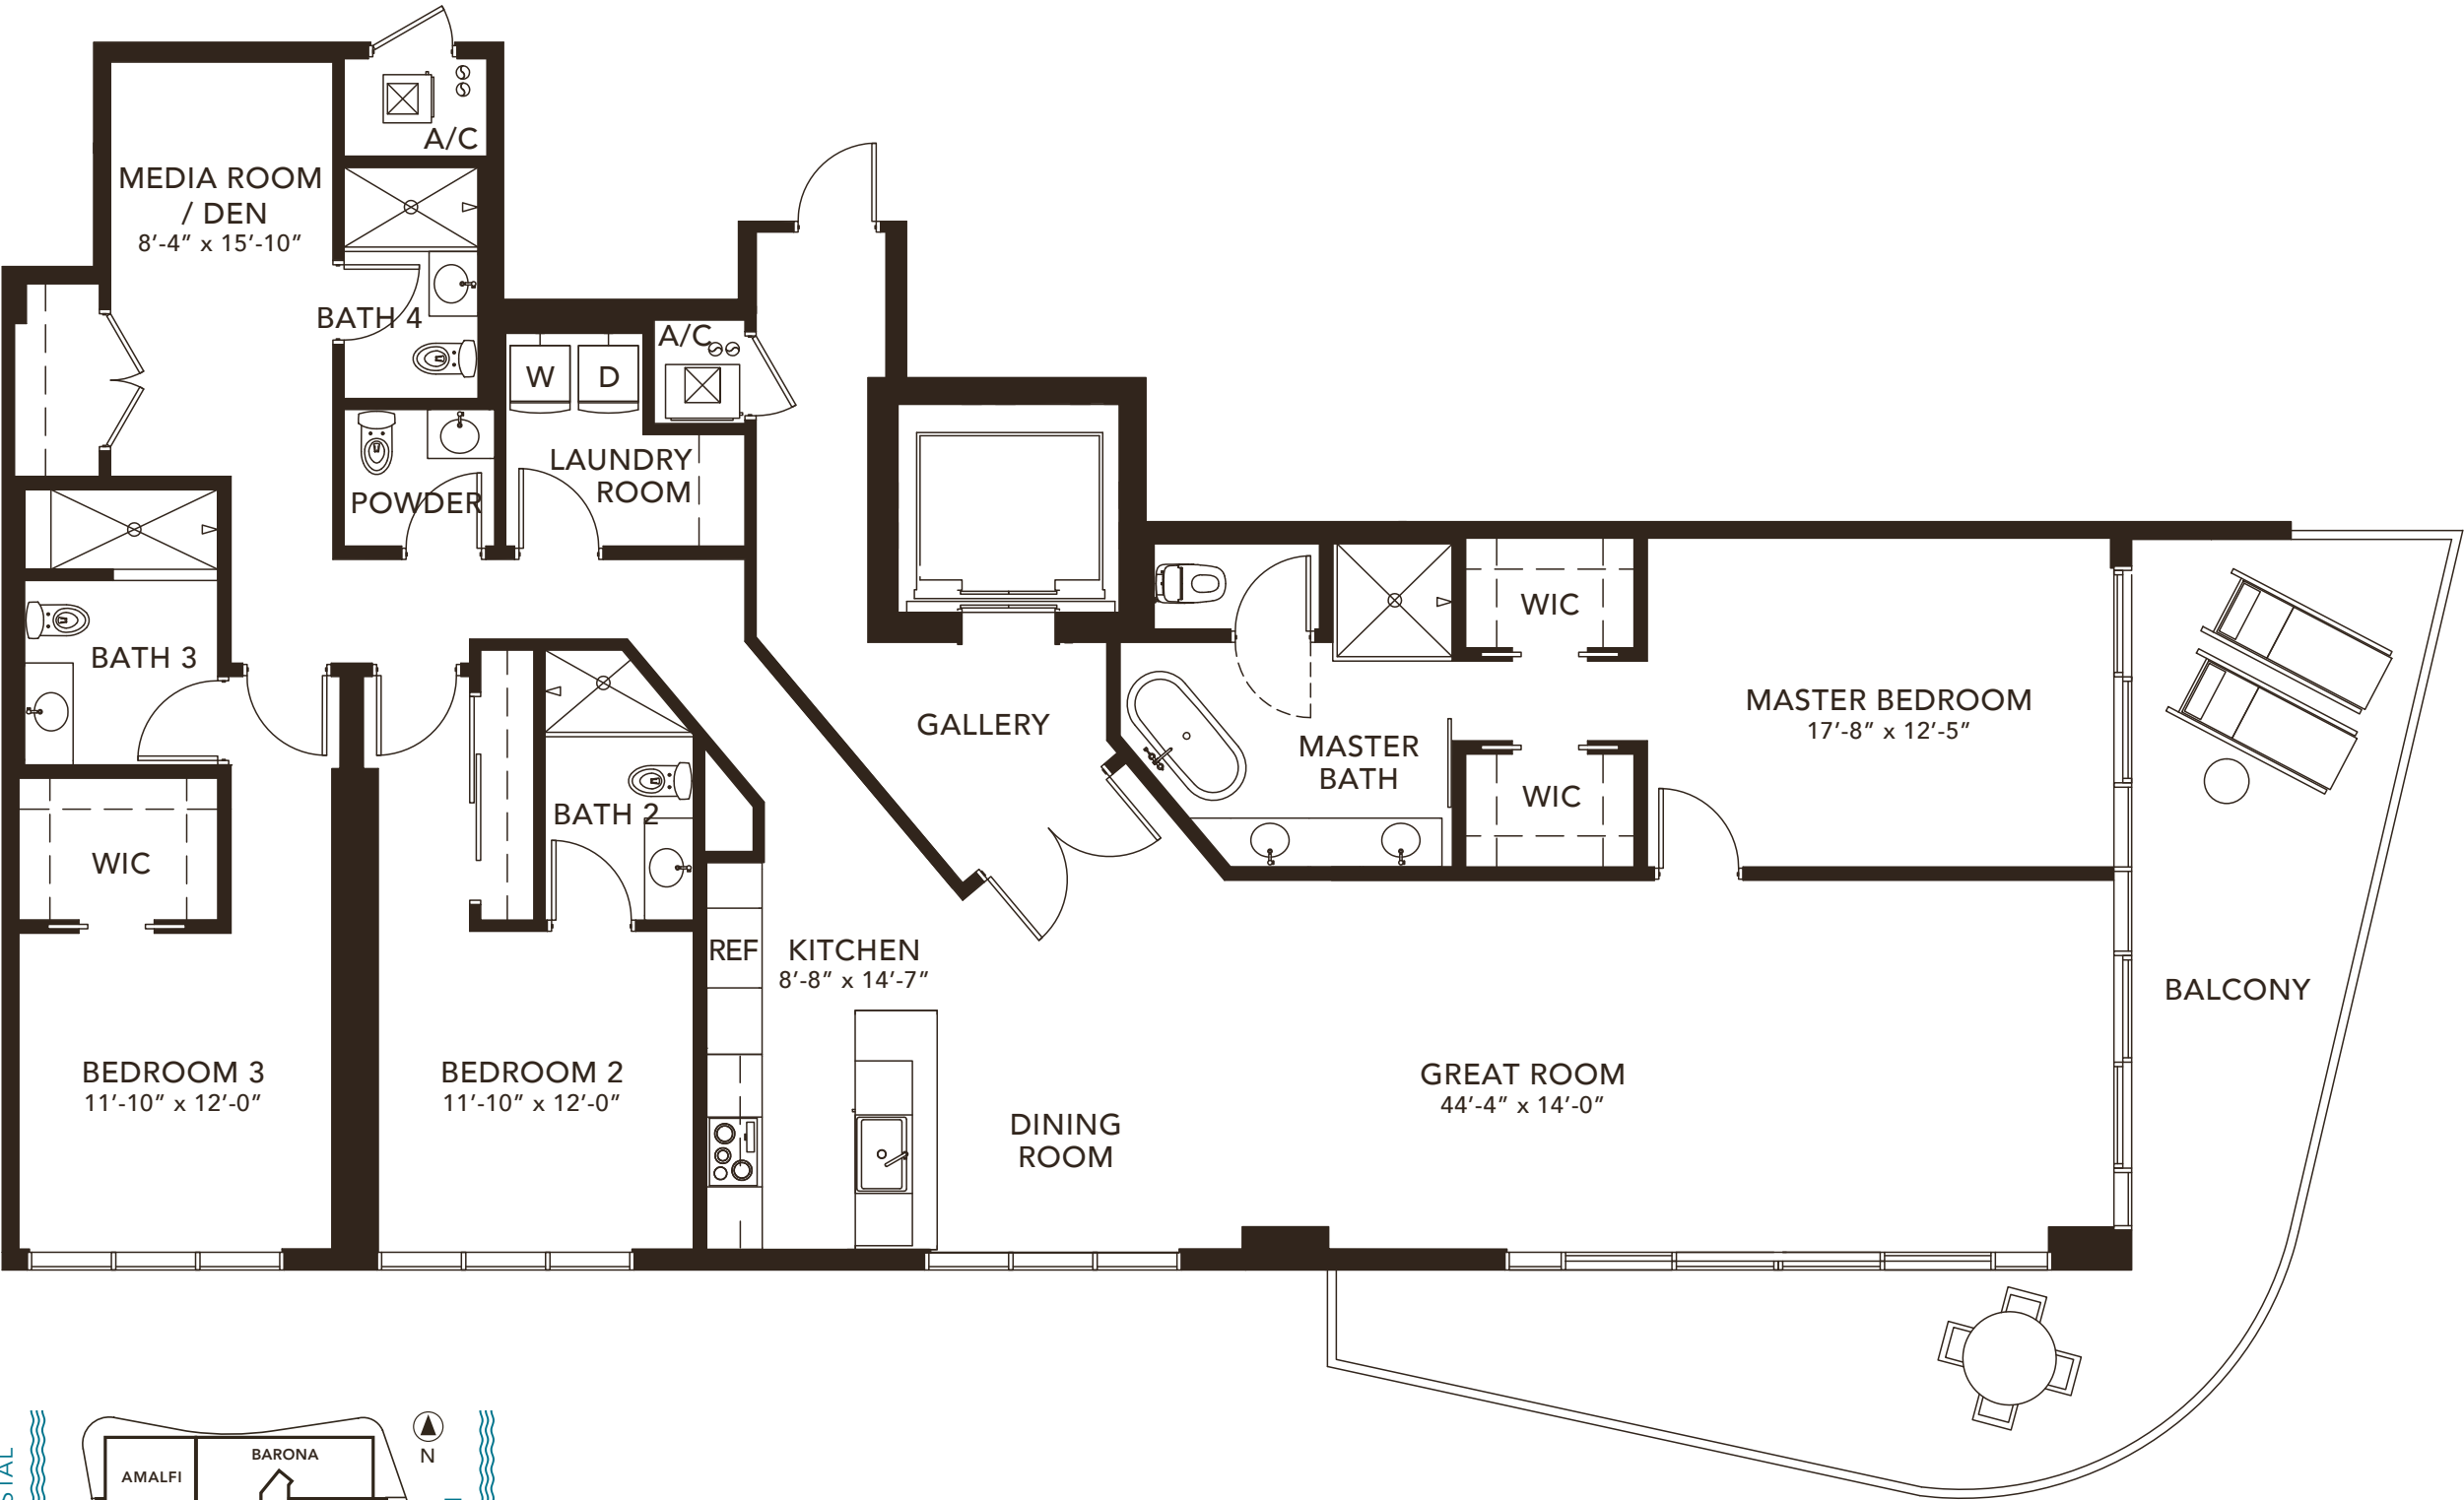 A/C
MEDIA ROOM
/ DEN
8’-4” x 15’-10”
BATH 4
A/C
W
D
LAUNDRY
ROOM
POWDER
BATH 3
WIC
BATH 2
GALLERY
MASTER
BATH
WIC
WIC
MASTER BEDROOM
17’-8” x 12’-5”
REF
KITCHEN
8’-8” x 14’-7”
BALCONY
BEDROOM 3
11’-10” x 12’-0”
BEDROOM 2
11’-10” x 12’-0”
DINING
ROOM
GREAT ROOM
44’-4” x 14’-0”
AMALFI
BARONA
N